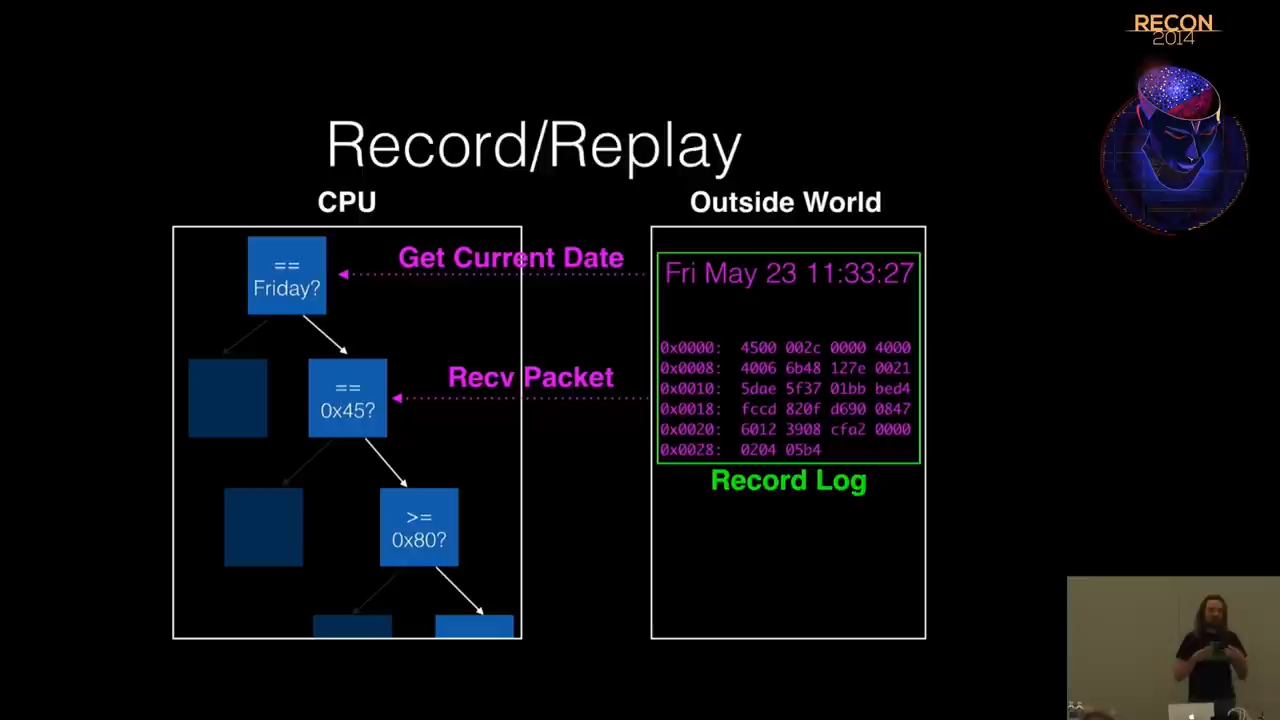 RECON
2014
Record/Replay
CPU
Outside World
==
Friday?
Get Current Date
Fri May 23 11:33:27
==
0x45?
Recv Packet
0x0000: 4500 002c 0000 4000
0x0008: 4006 6b48 127e 0021
0x0010: 5dae 5f37 01bb bed4
0x0018: fccd 820f d690 0847
0x0020: 6012 3908 cfa2 0000
0x0028: 0204 05b4
Record Log
>=
0x80?